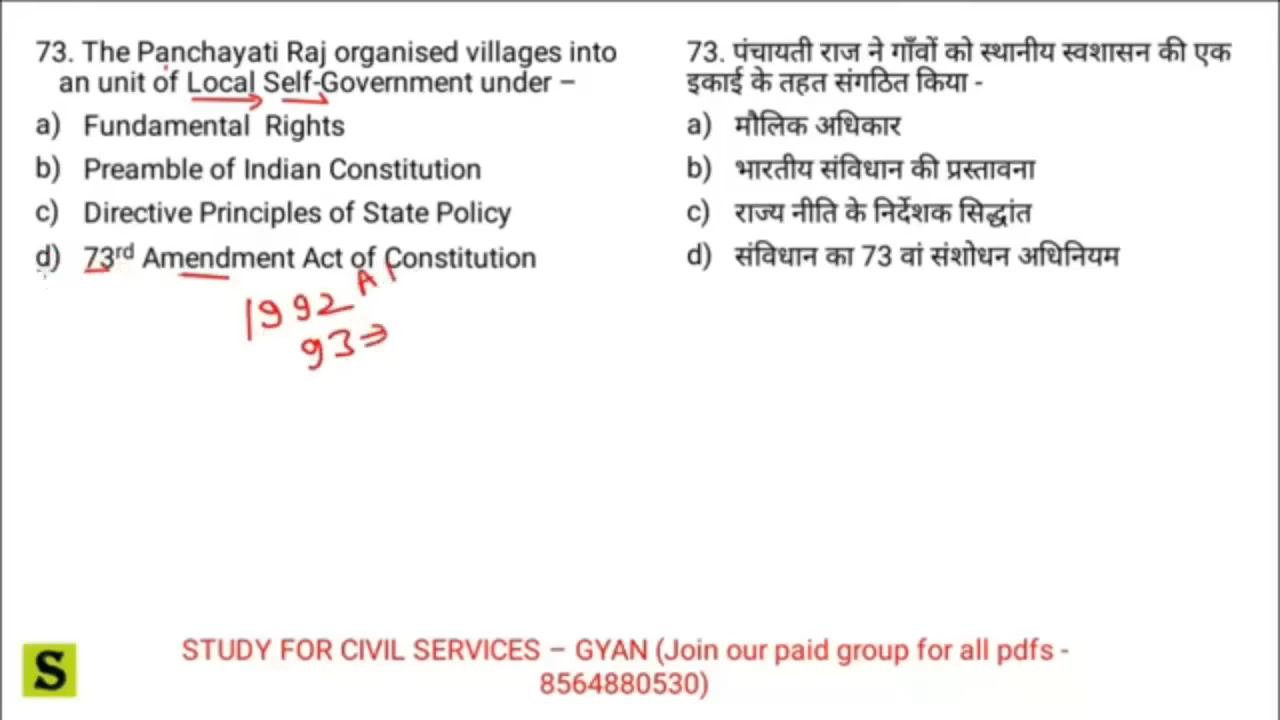 73. The Panchayati Raj organised villages into
an unit of Local Self-Government under –
a) Fundamental Rights
b) Preamble of Indian Constitution
c) Directive Principles of State Policy
d) 73rd Amendment Act of Constitution
1992
93⇒
73. पंचायती राज ने गाँवों को स्थानीय स्वशासन की एक
इकाई के तहत संगठित किया -
a) मौलिक अधिकार
b) भारतीय संविधान की प्रस्तावना
c) राज्य नीति के निर्देशक सिद्धांत
d) संविधान का 73 वां संशोधन अधिनियम
S
STUDY FOR CIVIL SERVICES – GYAN (Join our paid group for all pdfs -
8564880530)